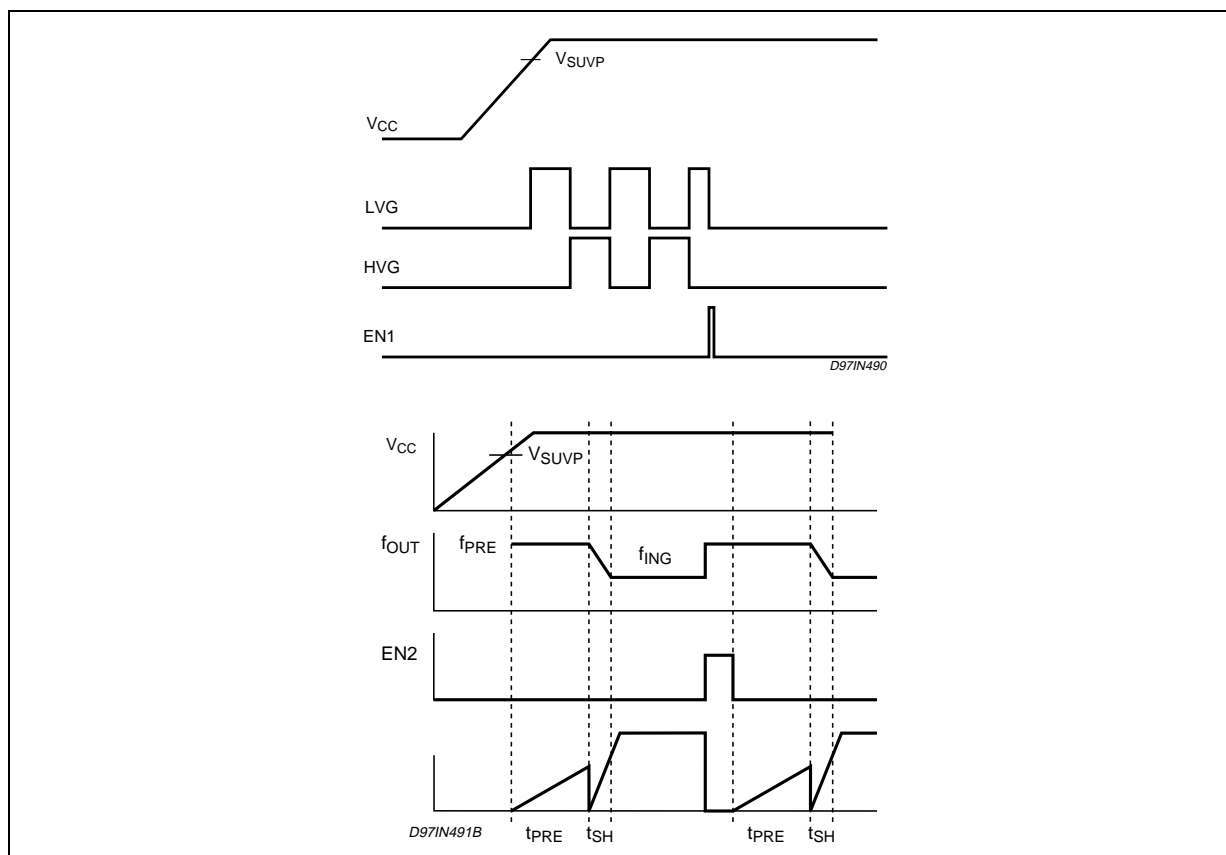 VSUVP
VCC
LVG
HVG
EN1
D97IN490
VCC
VSUVP
fOUT
fPRE
fING
EN2
D97IN491B
tPRE tSH tPRE tSH